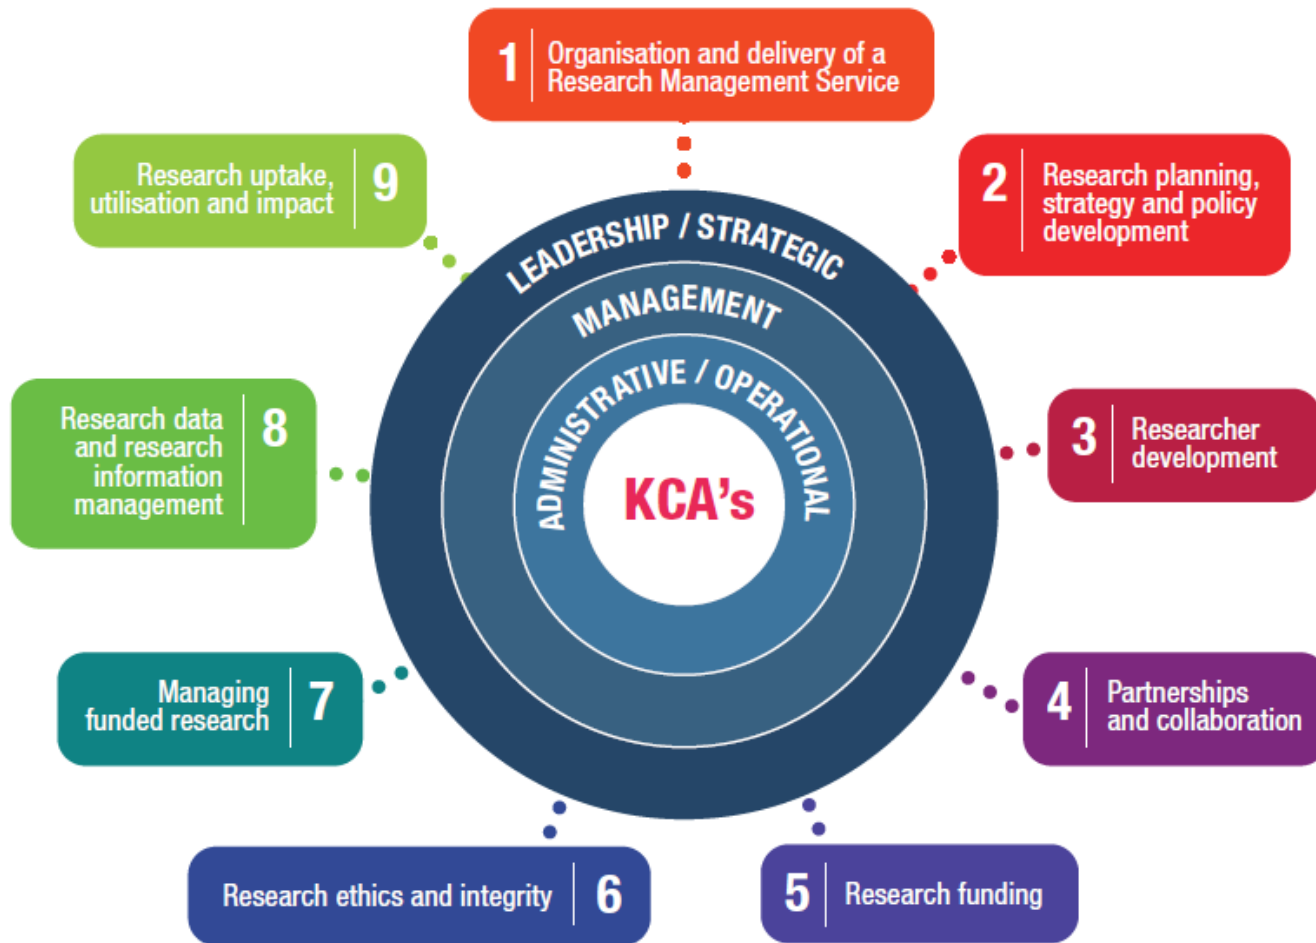 1
Organisation and delivery of a
Research Management Service
2
Research planning,
strategy and policy
development
3
Researcher
development
4
Partnerships
and collaboration
5
Research funding
Research ethics and integrity
6
Managing
funded research
7
Research data
and research
information
management
8
Research uptake,
utilisation and impact
9
LEADERSHIP / STRATEGIC
MANAGEMENT
ADMINISTRATIVE / OPERATIONAL
KCA's